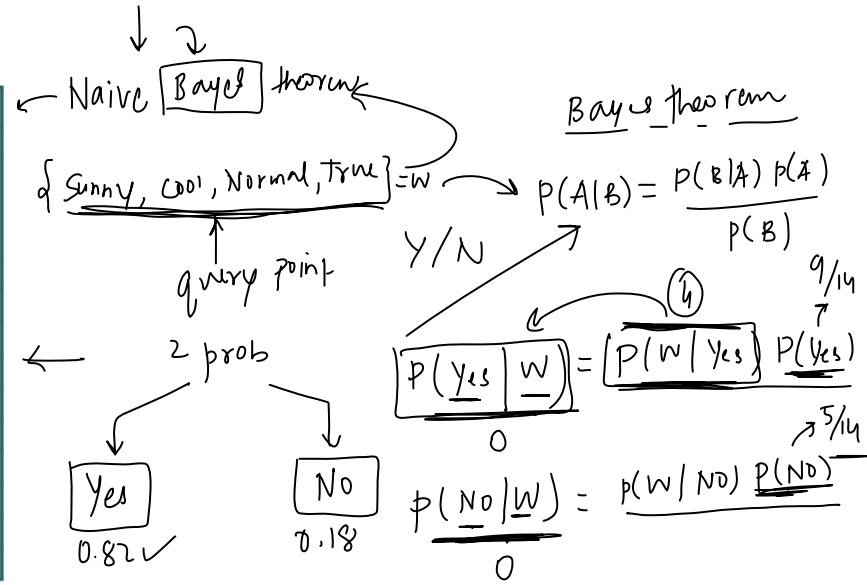 Naive Bayes theorem
Bayes theorem
{ Sunny, Cool, Normal, True } = W
P(A|B) = P(B|A) P(A)
P(B)
Y/N
query point
9/14
4
2 prob
P(Yes | W) = P(W | Yes) P(Yes)
0
5/14
Yes
No
P(No | W) = P(W | NO) P(NO)
0.82 ✓
0.18
0